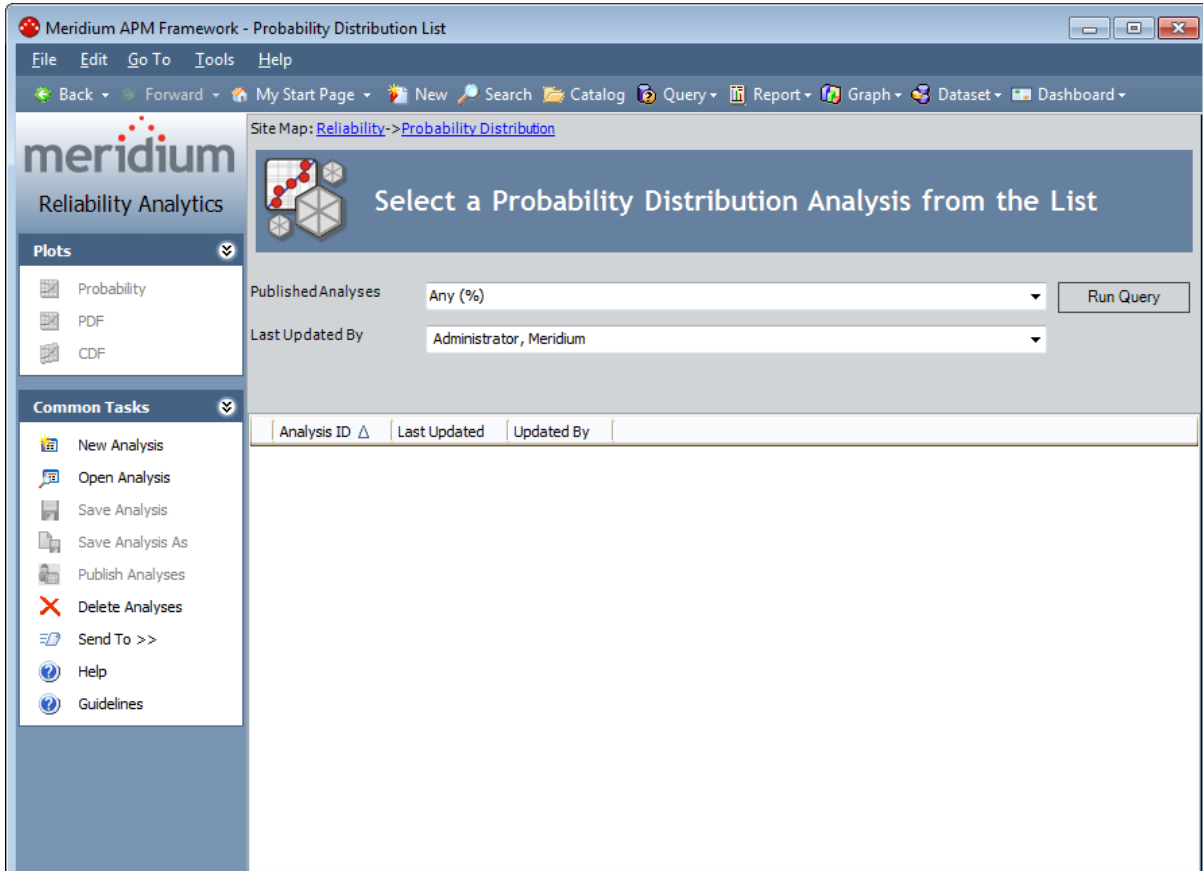 Meridium APM Framework - Probability Distribution List
File Edit Go To Tools Help
Back Forward My Start Page New Search Catalog Query Report Graph Dataset Dashboard
meridium
Reliability Analytics
Plots
Probability
PDF
CDF
Common Tasks
New Analysis
Open Analysis
Save Analysis
Save Analysis As
Publish Analyses
Delete Analyses
Send To >>
Help
Guidelines
Site Map: Reliability->Probability Distribution
Select a Probability Distribution Analysis from the List
Published Analyses Any (%) Run Query
Last Updated By Administrator, Meridium
Analysis ID Last Updated Updated By